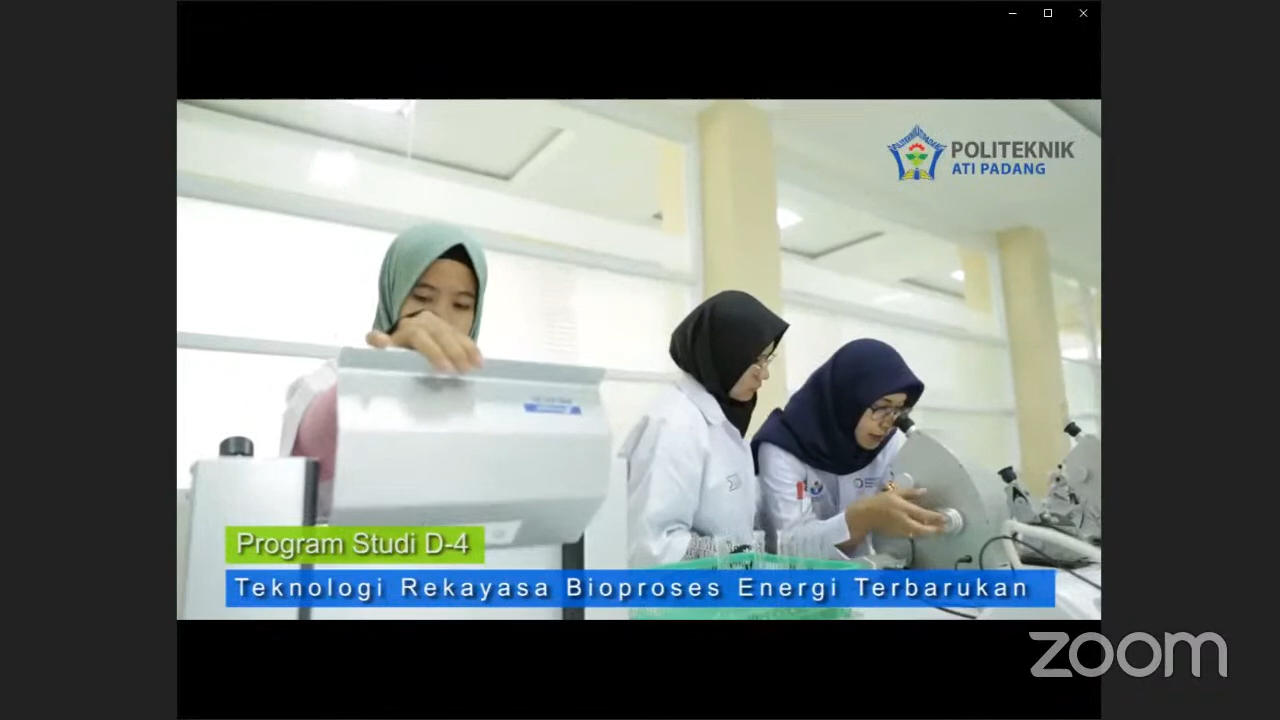 POLITEKNIK
ATI PADANG
Program Studi D-4
Teknologi Rekayasa Bioproses Energi Terbarukan
zoom